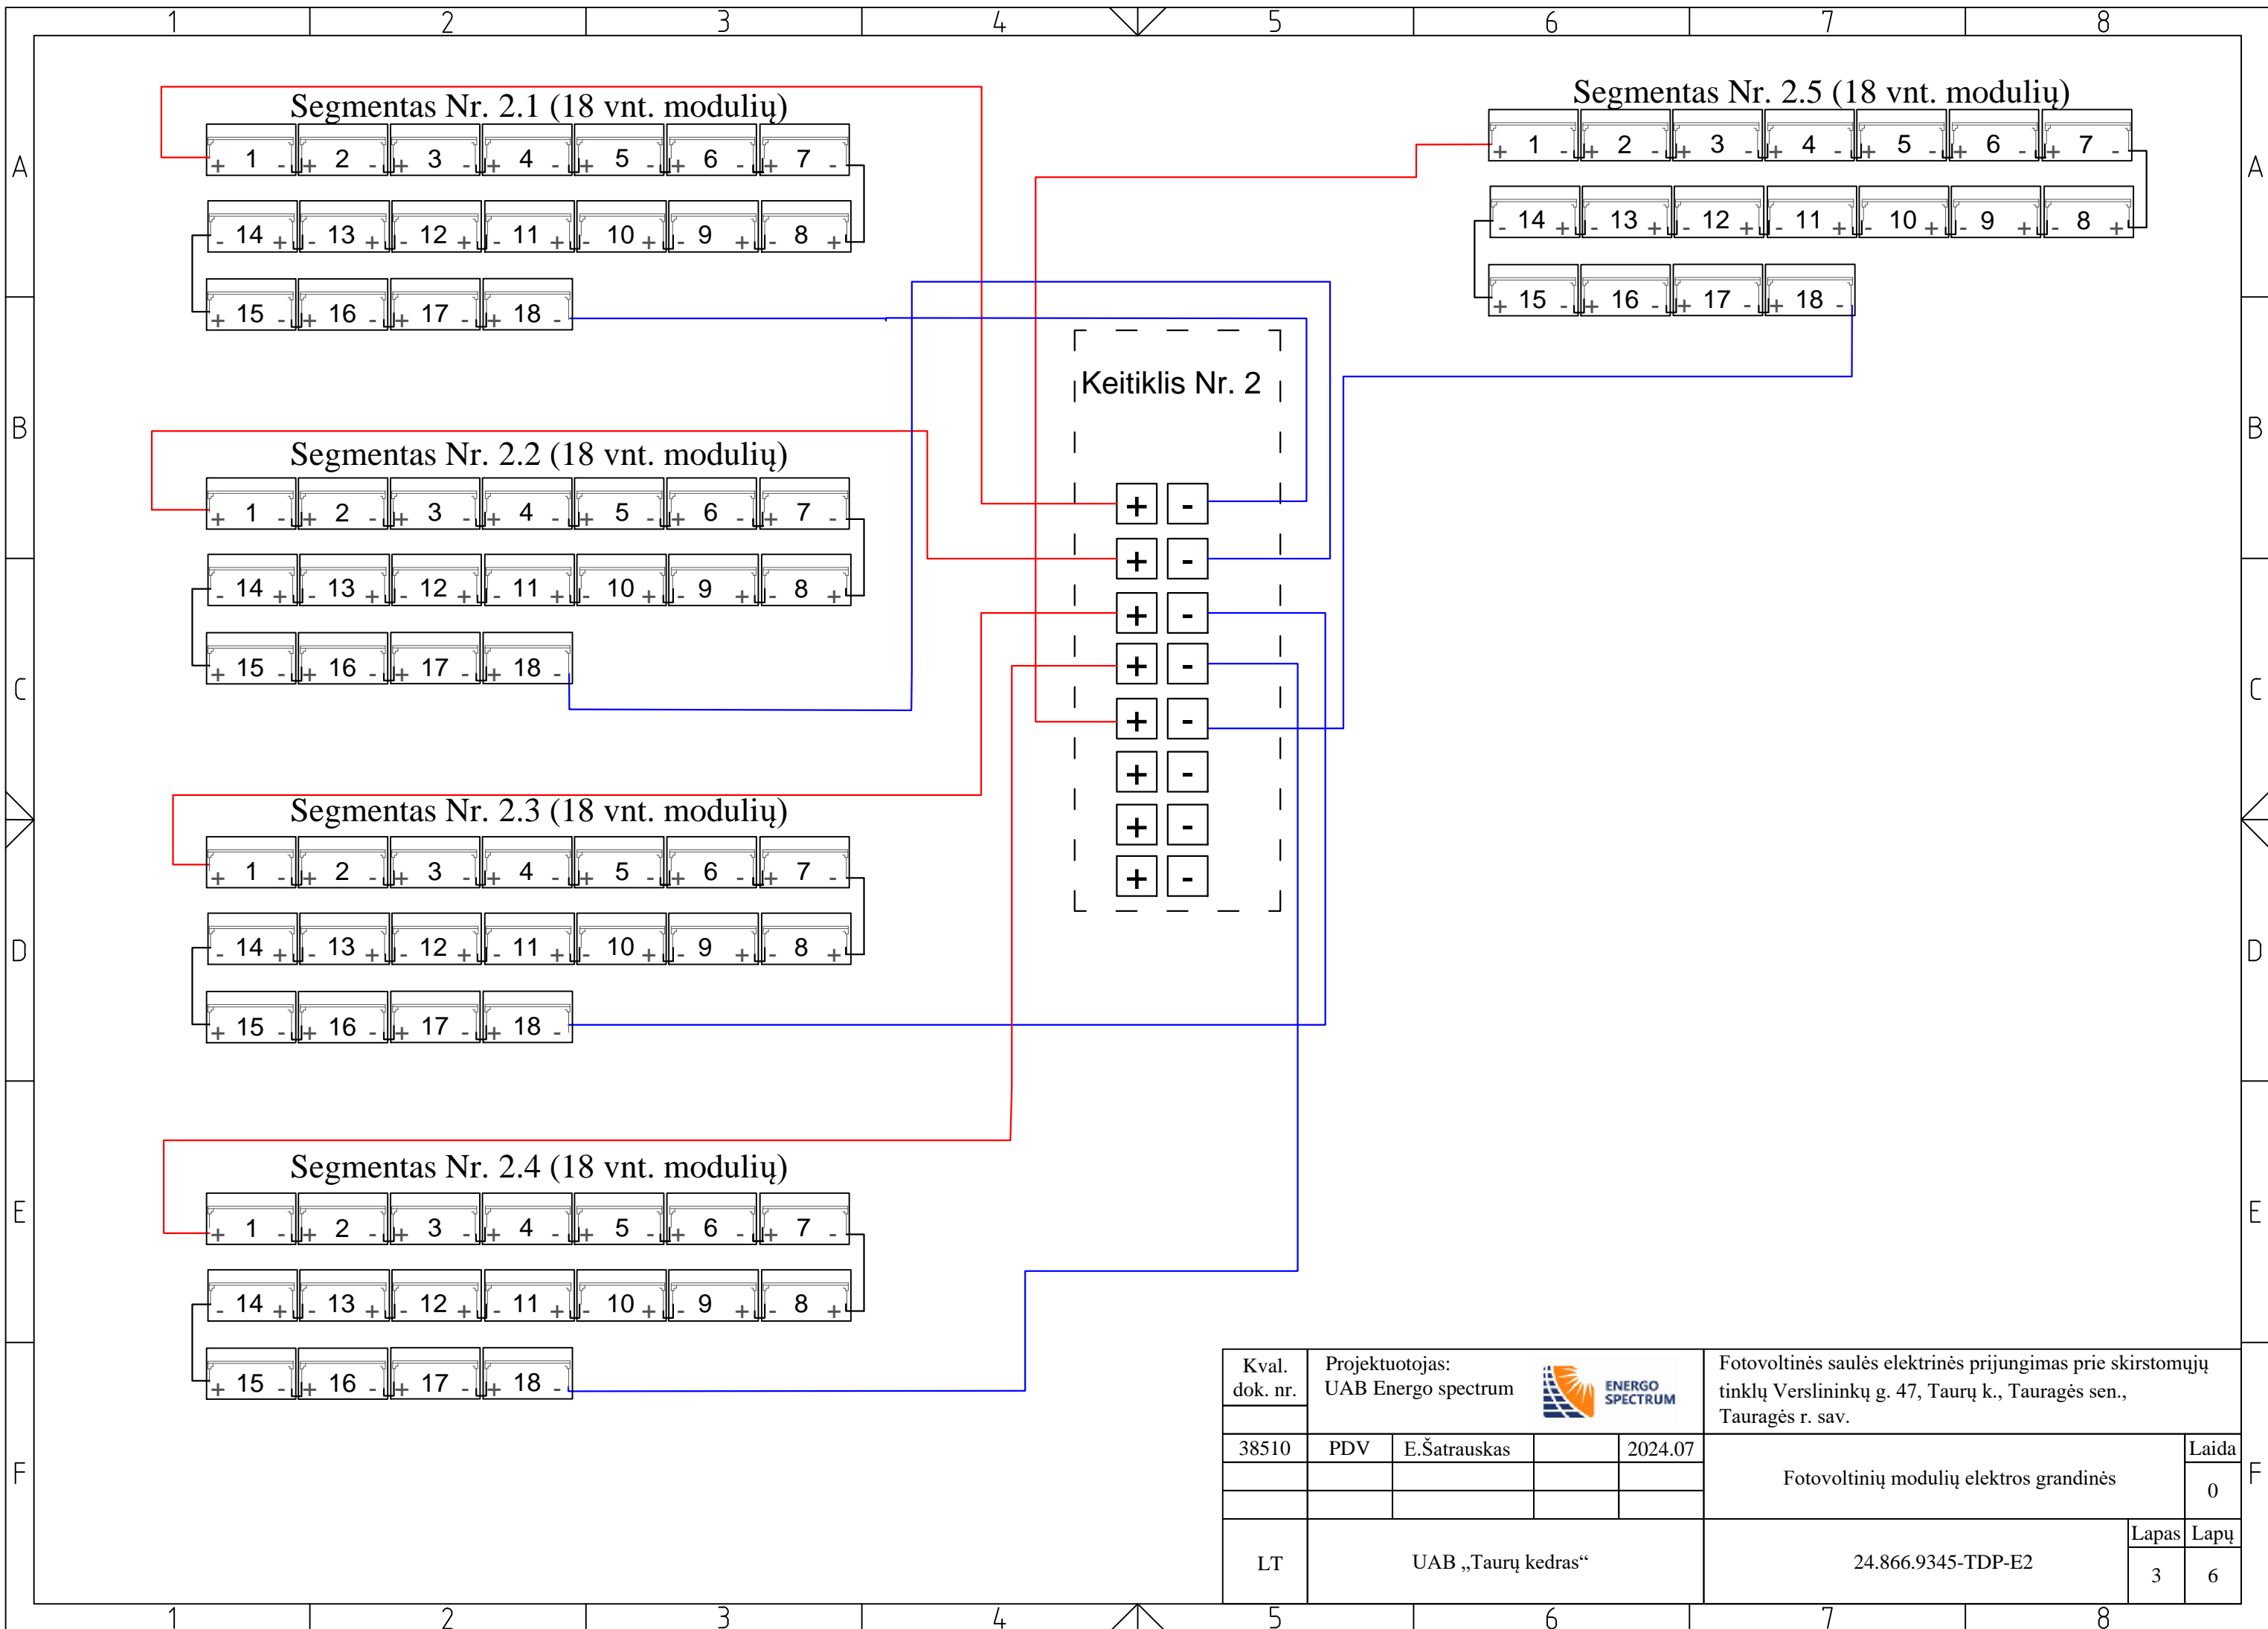 1 2 3 4 5 6 7 8
A A
B B
C C
D D
E E
F F
Segmentas Nr. 2.1 (18 vnt. modulių)
+ 1 - + 2 - + 3 - + 4 - + 5 - + 6 - + 7 -
- 14 + - 13 + - 12 + - 11 + - 10 + - 9 + - 8 +
+ 15 - + 16 - + 17 - + 18 -
Segmentas Nr. 2.2 (18 vnt. modulių)
+ 1 - + 2 - + 3 - + 4 - + 5 - + 6 - + 7 -
- 14 + - 13 + - 12 + - 11 + - 10 + - 9 + - 8 +
+ 15 - + 16 - + 17 - + 18 -
Segmentas Nr. 2.3 (18 vnt. modulių)
+ 1 - + 2 - + 3 - + 4 - + 5 - + 6 - + 7 -
- 14 + - 13 + - 12 + - 11 + - 10 + - 9 + - 8 +
+ 15 - + 16 - + 17 - + 18 -
Segmentas Nr. 2.4 (18 vnt. modulių)
+ 1 - + 2 - + 3 - + 4 - + 5 - + 6 - + 7 -
- 14 + - 13 + - 12 + - 11 + - 10 + - 9 + - 8 +
+ 15 - + 16 - + 17 - + 18 -
Segmentas Nr. 2.5 (18 vnt. modulių)
+ 1 - + 2 - + 3 - + 4 - + 5 - + 6 - + 7 -
- 14 + - 13 + - 12 + - 11 + - 10 + - 9 + - 8 +
+ 15 - + 16 - + 17 - + 18 -
Keitiklis Nr. 2
+ -
+ -
+ -
+ -
+ -
+ -
+ -
+ -
Kval.
dok. nr.
Projektuotojas:
UAB Energo spectrum
ENERGO
SPECTRUM
Fotovoltinės saulės elektrinės prijungimas prie skirstomųjų
tinklų Verslininkų g. 47, Taurų k., Tauragės sen.,
Tauragės r. sav.
38510 PDV E.Šatrauskas 2024.07
Fotovoltinių modulių elektros grandinės
Laida
0
LT
UAB „Taurų kedras“
24.866.9345-TDP-E2
Lapas Lapų
3 6
1 2 3 4 5 6 7 8